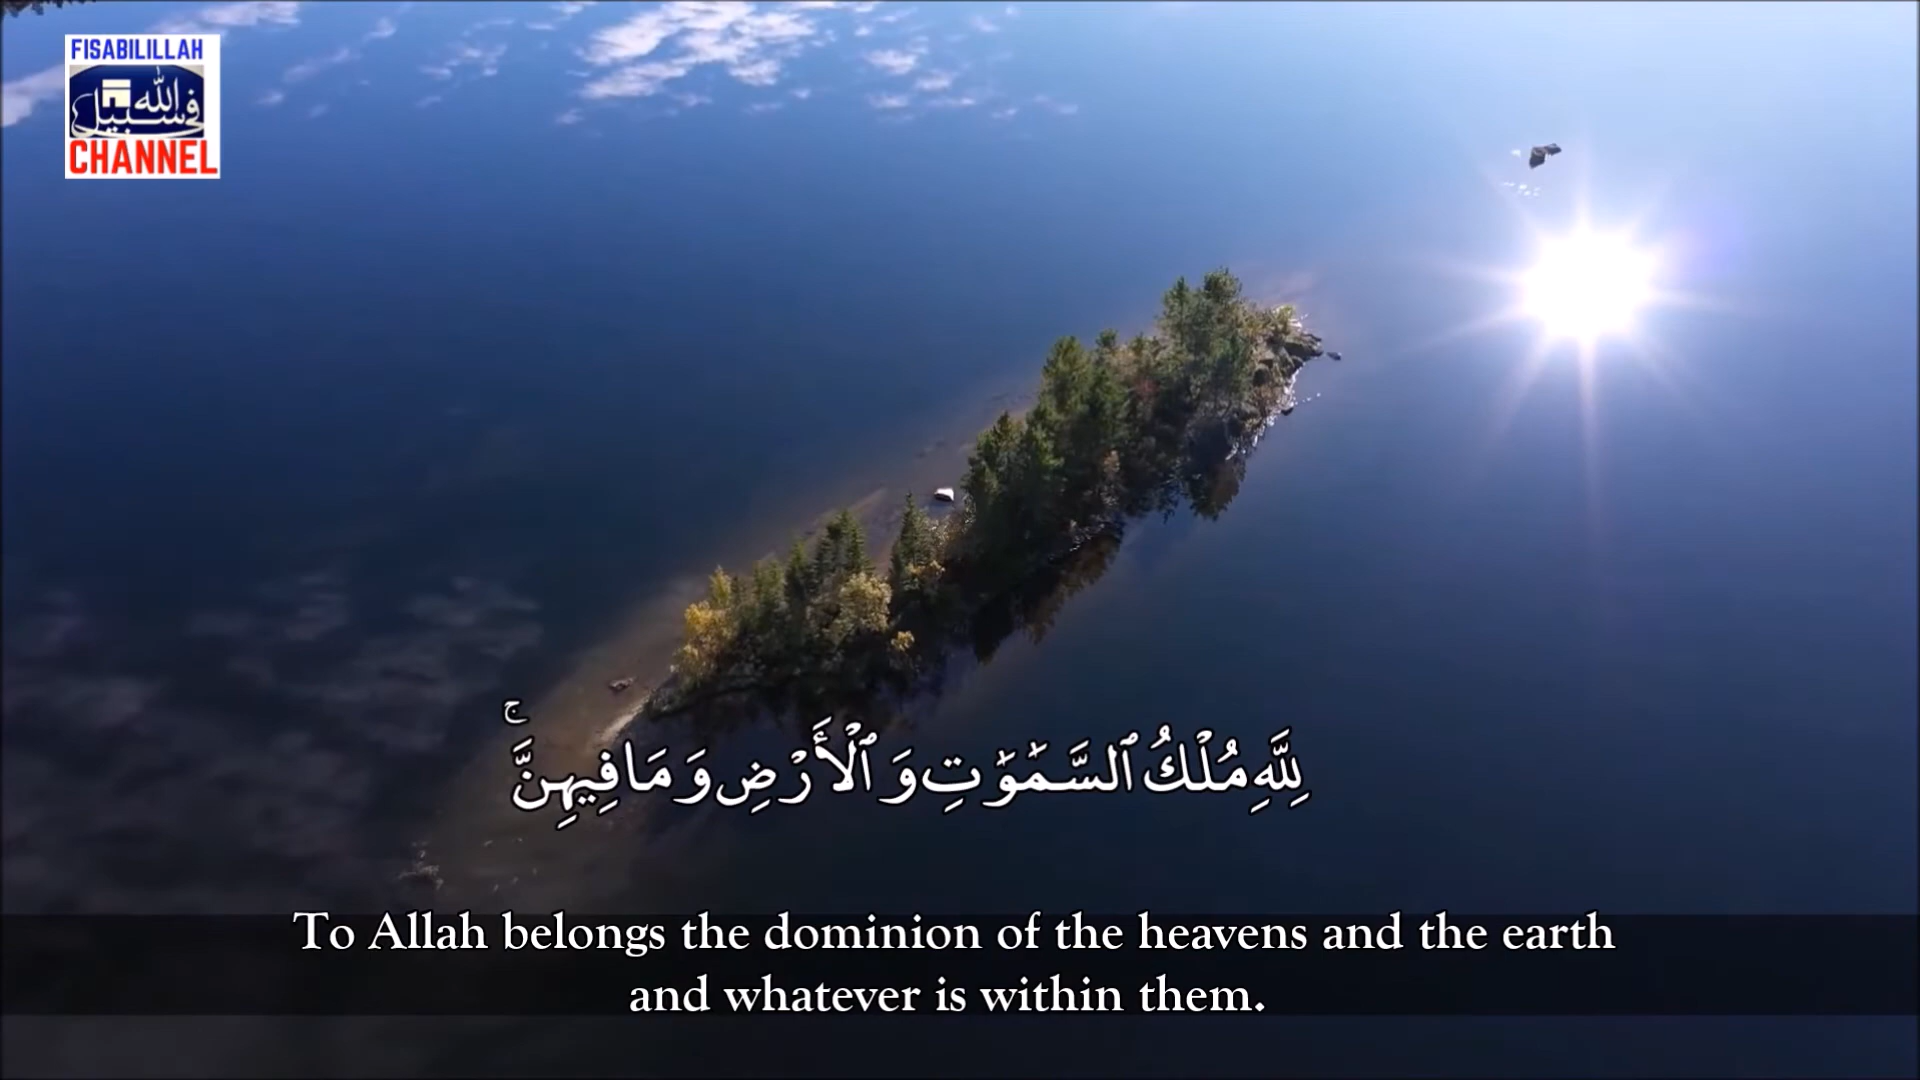 FISABILILLAH
في سبيل الله
CHANNEL
لِلَّهِ مُلْكُ ٱلسَّمَٰوَٰتِ وَٱلْأَرْضِ وَمَا فِيهِنَّ ۚ
To Allah belongs the dominion of the heavens and the earth
and whatever is within them.